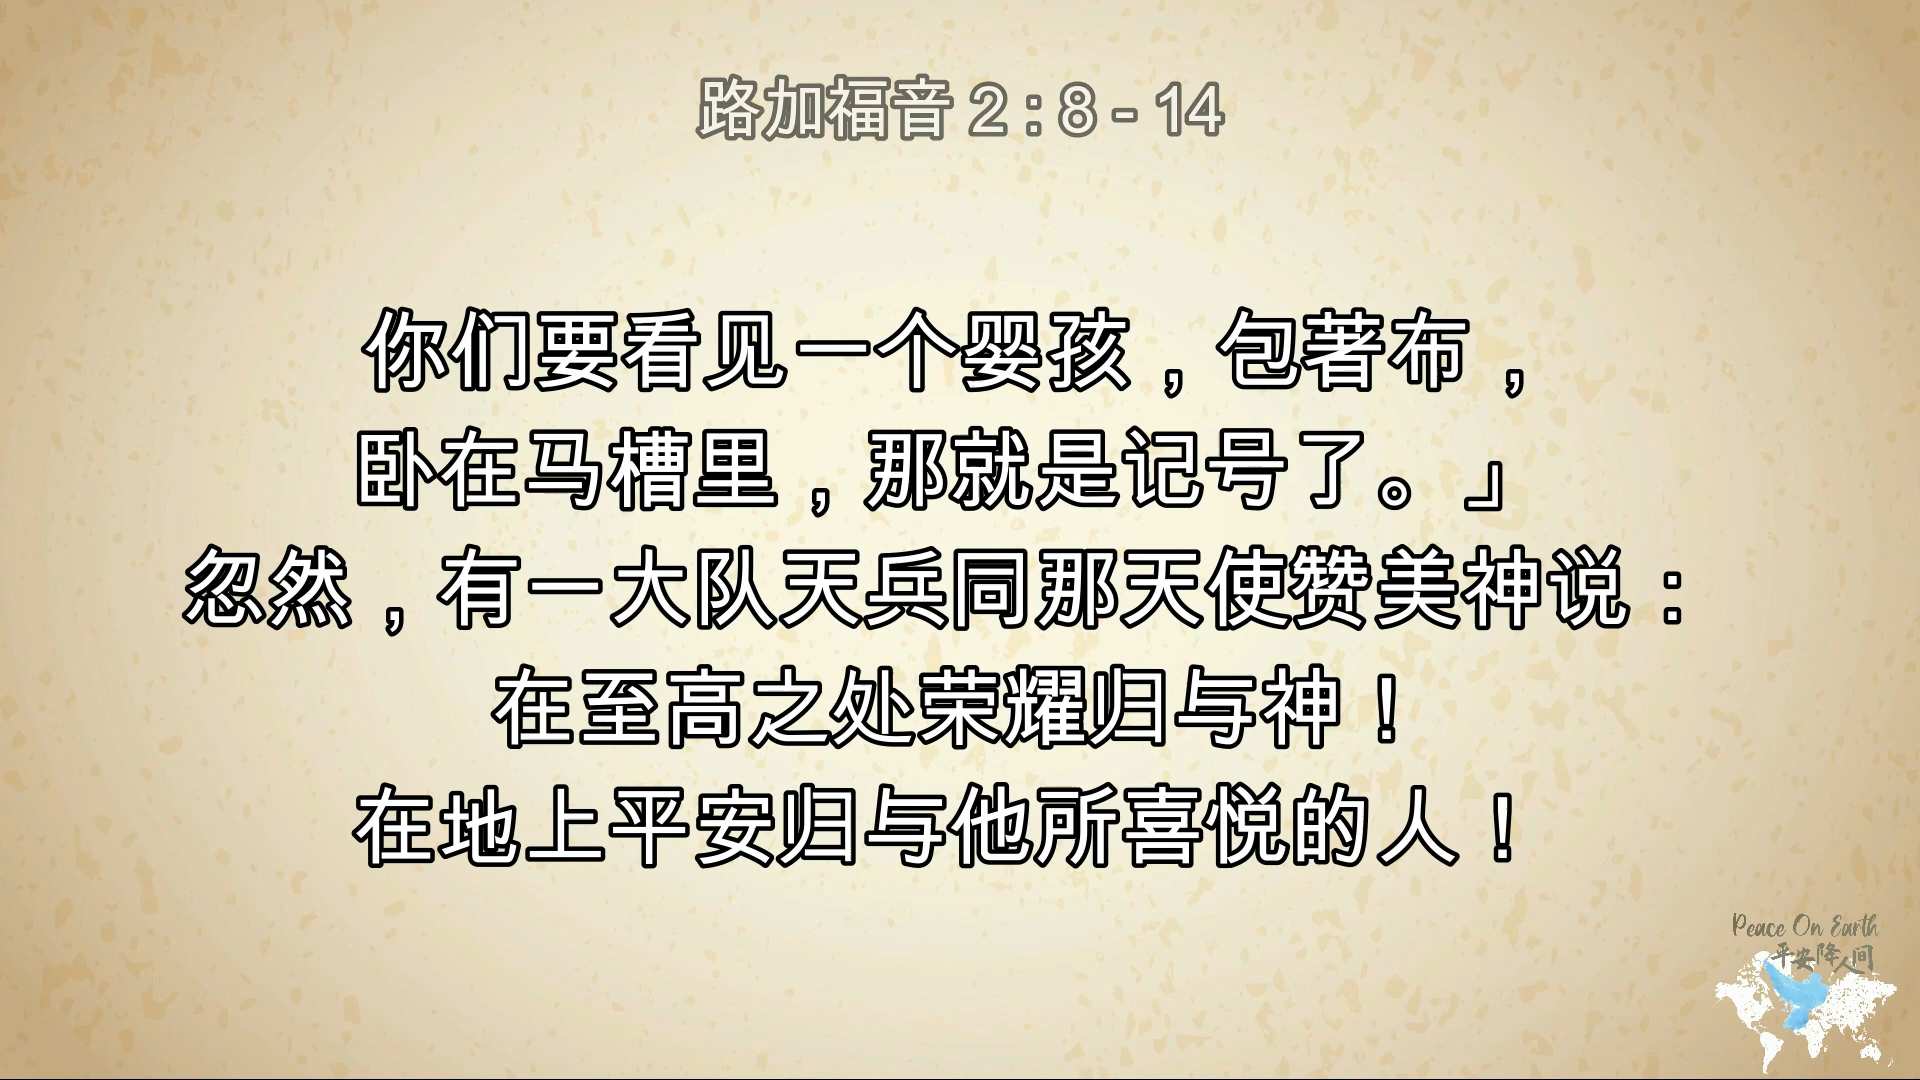 路加福音 2 : 8 - 14
你们要看见一个婴孩，包著布，
卧在马槽里，那就是记号了。」
忽然，有一大队天兵同那天使赞美神说：
在至高之处荣耀归与神！
在地上平安归与他所喜悦的人！
Peace On Earth
平安降人间